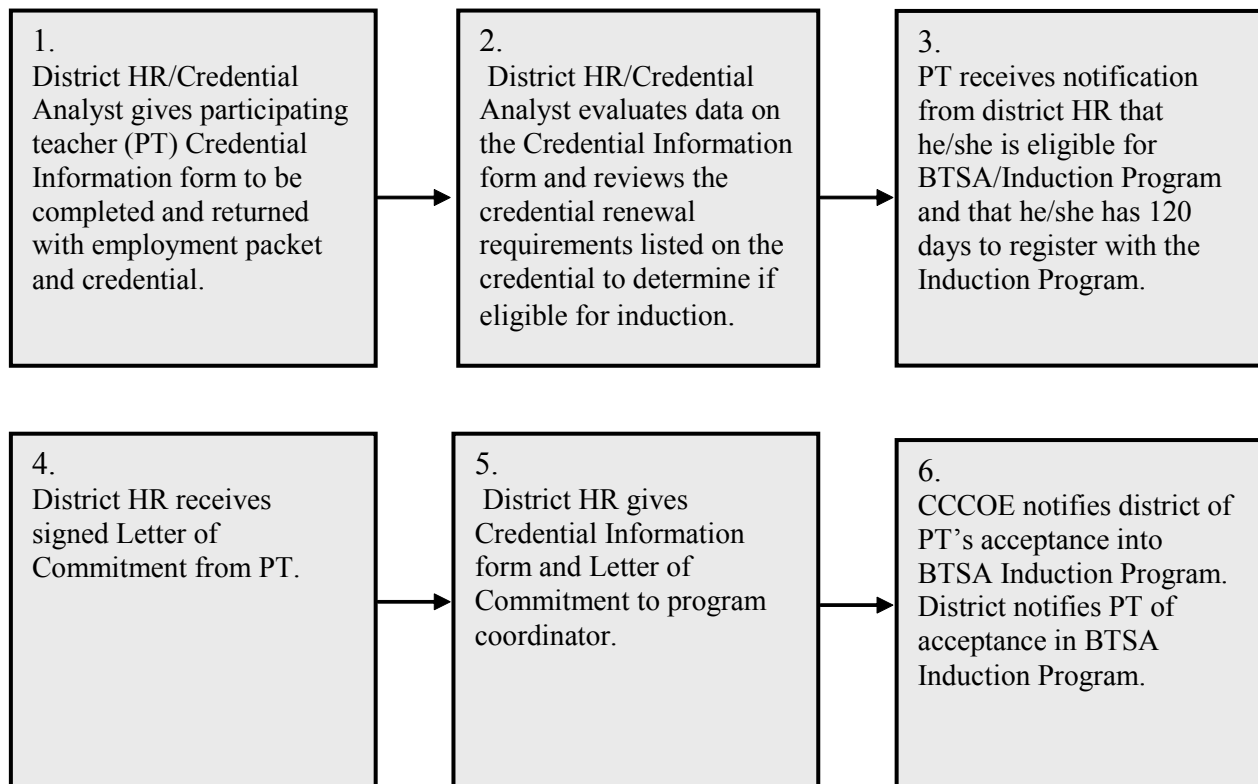 1.
District HR/Credential
Analyst gives participating
teacher (PT) Credential
Information form to be
completed and returned
with employment packet
and credential.
2.
District HR/Credential
Analyst evaluates data on
the Credential Information
form and reviews the
credential renewal
requirements listed on the
credential to determine if
eligible for induction.
3.
PT receives notification
from district HR that
he/she is eligible for
BTSA/Induction Program
and that he/she has 120
days to register with the
Induction Program.
4.
District HR receives
signed Letter of
Commitment from PT.
5.
District HR gives
Credential Information
form and Letter of
Commitment to program
coordinator.
6.
CCCOE notifies district of
PT’s acceptance into
BTSA Induction Program.
District notifies PT of
acceptance in BTSA
Induction Program.